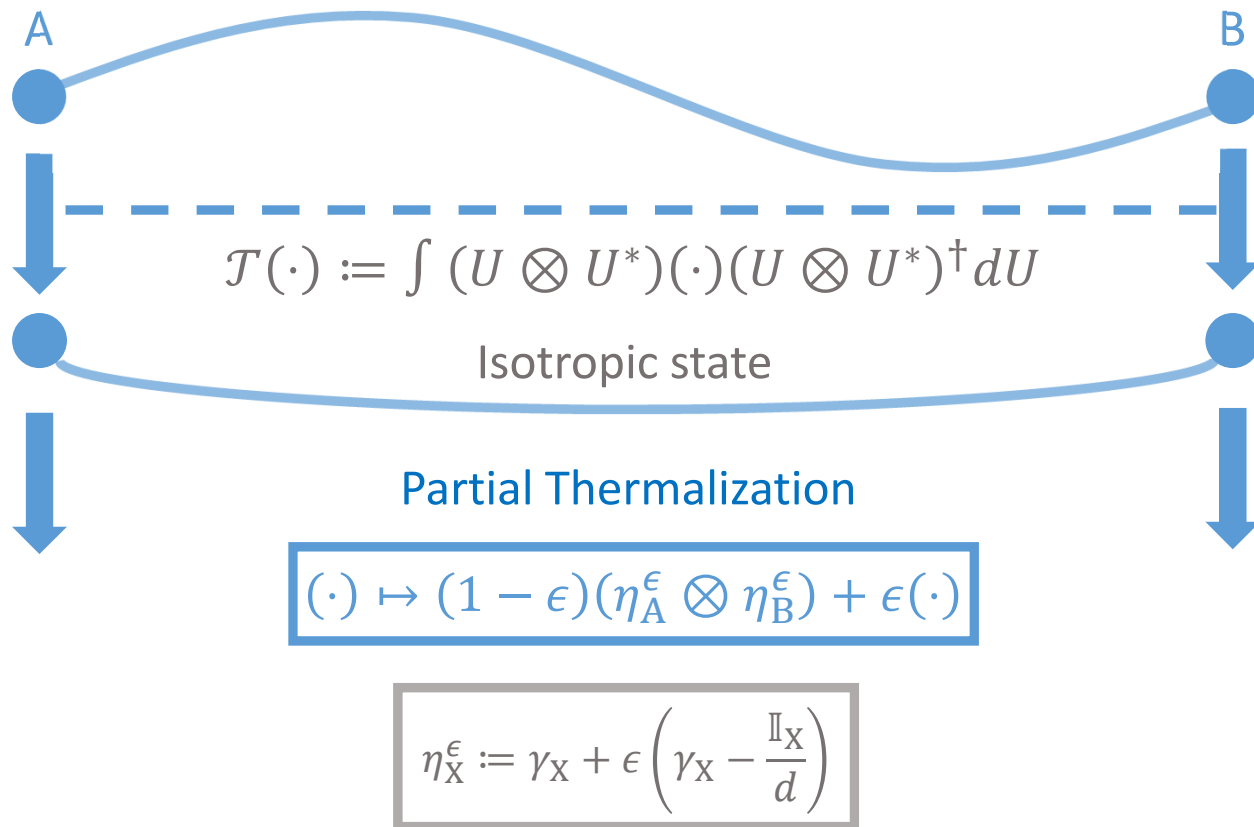 A B
𝒯(·) ≔ ∫ (U ⊗ U*)(·)(U ⊗ U*)†dU
Isotropic state
Partial Thermalization
(·) ↦ (1 − ϵ)(η_A^ϵ ⊗ η_B^ϵ) + ϵ(·)
η_X^ϵ ≔ γ_X + ϵ(γ_X − 𝕀_X/d)